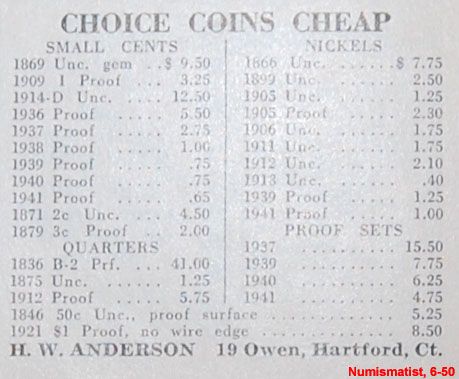 CHOICE COINS CHEAP
SMALL CENTS
1869 Unc. gem ..$ 9.50
1909 I Proof .... 3.25
1914-D Unc. .... 12.50
1936 Proof ..... 5.50
1937 Proof ..... 2.75
1938 Proof ..... 1.00
1939 Proof ..... .75
1940 Proof ..... .75
1941 Proof ..... .65
1871 2c Unc. .... 4.50
1879 3c Proof .. 2.00
QUARTERS
1836 B-2 Prf. ... 41.00
1875 Unc. ...... 1.25
1912 Proof ..... 5.75
NICKELS
1866 Unc. ......$ 7.75
1899 Unc. ...... 2.50
1903 Unc. ...... 1.25
1905 Proof ..... 2.30
1906 Unc. ...... 1.75
1911 Unc. ...... 1.75
1912 Unc. ...... 2.10
1913 Unc. ...... .40
1939 Proof ..... 1.25
1941 Proof ..... 1.00
PROOF SETS
1937 .......... 15.50
1939 .......... 7.75
1940 .......... 6.25
1941 .......... 4.75
1846 50c Unc., proof surface ....... 5.25
1921 $1 Proof, no wire edge ........ 8.50
H. W. ANDERSON 19 Owen, Hartford, Ct.
Numismatist, 6-50